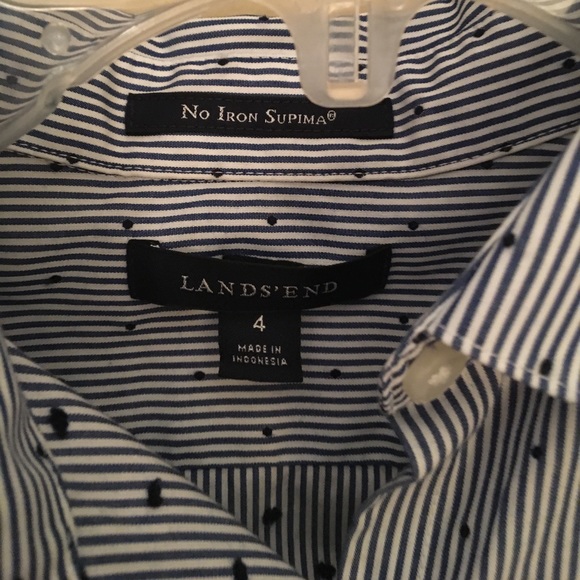 No Iron Supima®
LANDS' END
4
MADE IN
INDONESIA